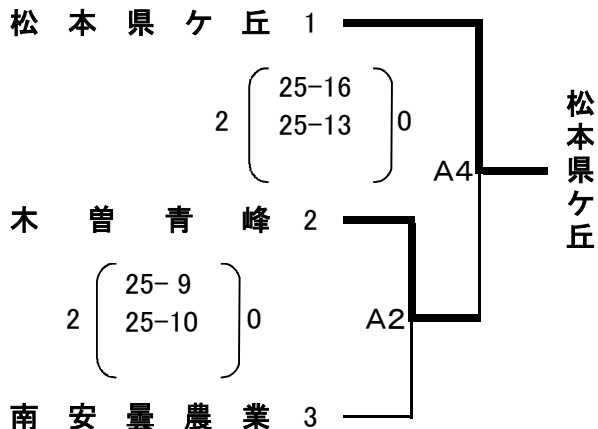 松本県ケ丘 1
25-16
2 25-13 0
A4
松本県ケ丘
木曽青峰 2
25- 9
2 25-10 0
A2
南安曇農業 3